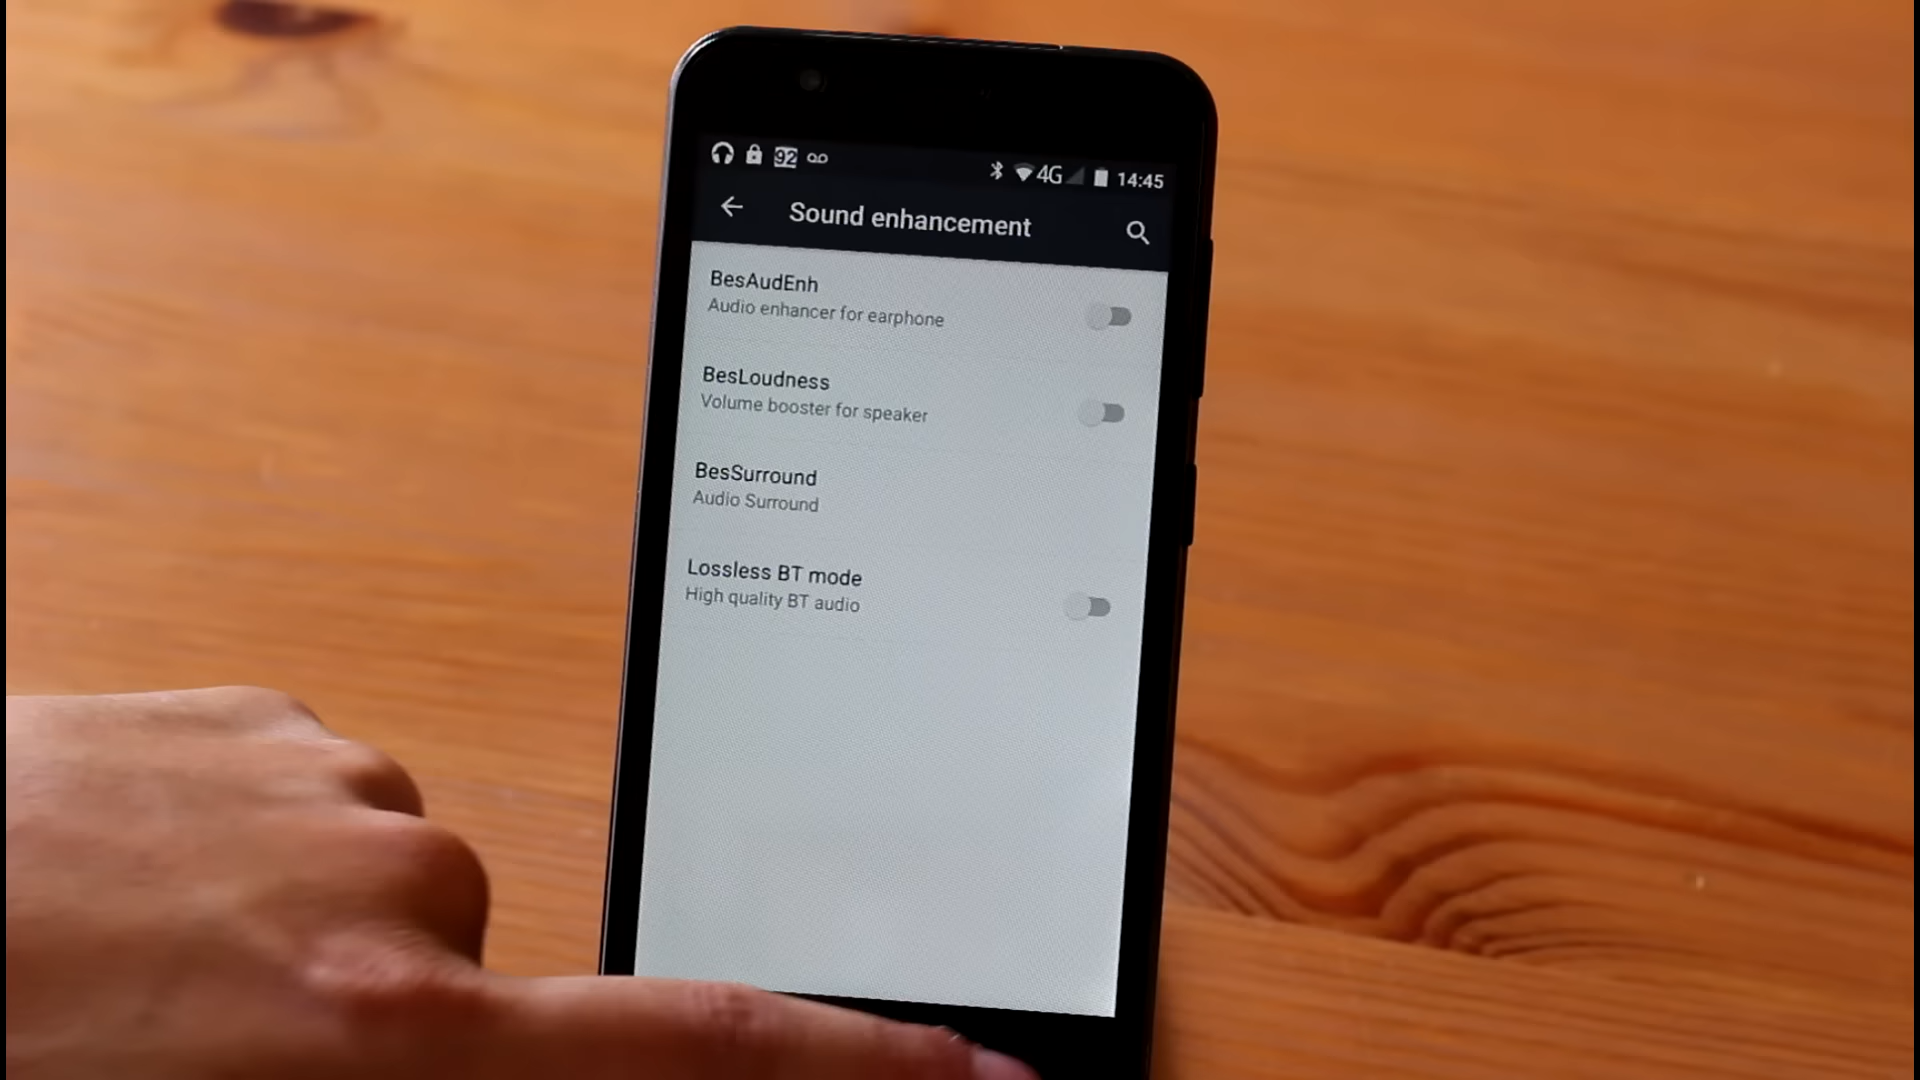 92 4G 14:45
Sound enhancement
BesAudEnh
Audio enhancer for earphone
BesLoudness
Volume booster for speaker
BesSurround
Audio Surround
Lossless BT mode
High quality BT audio